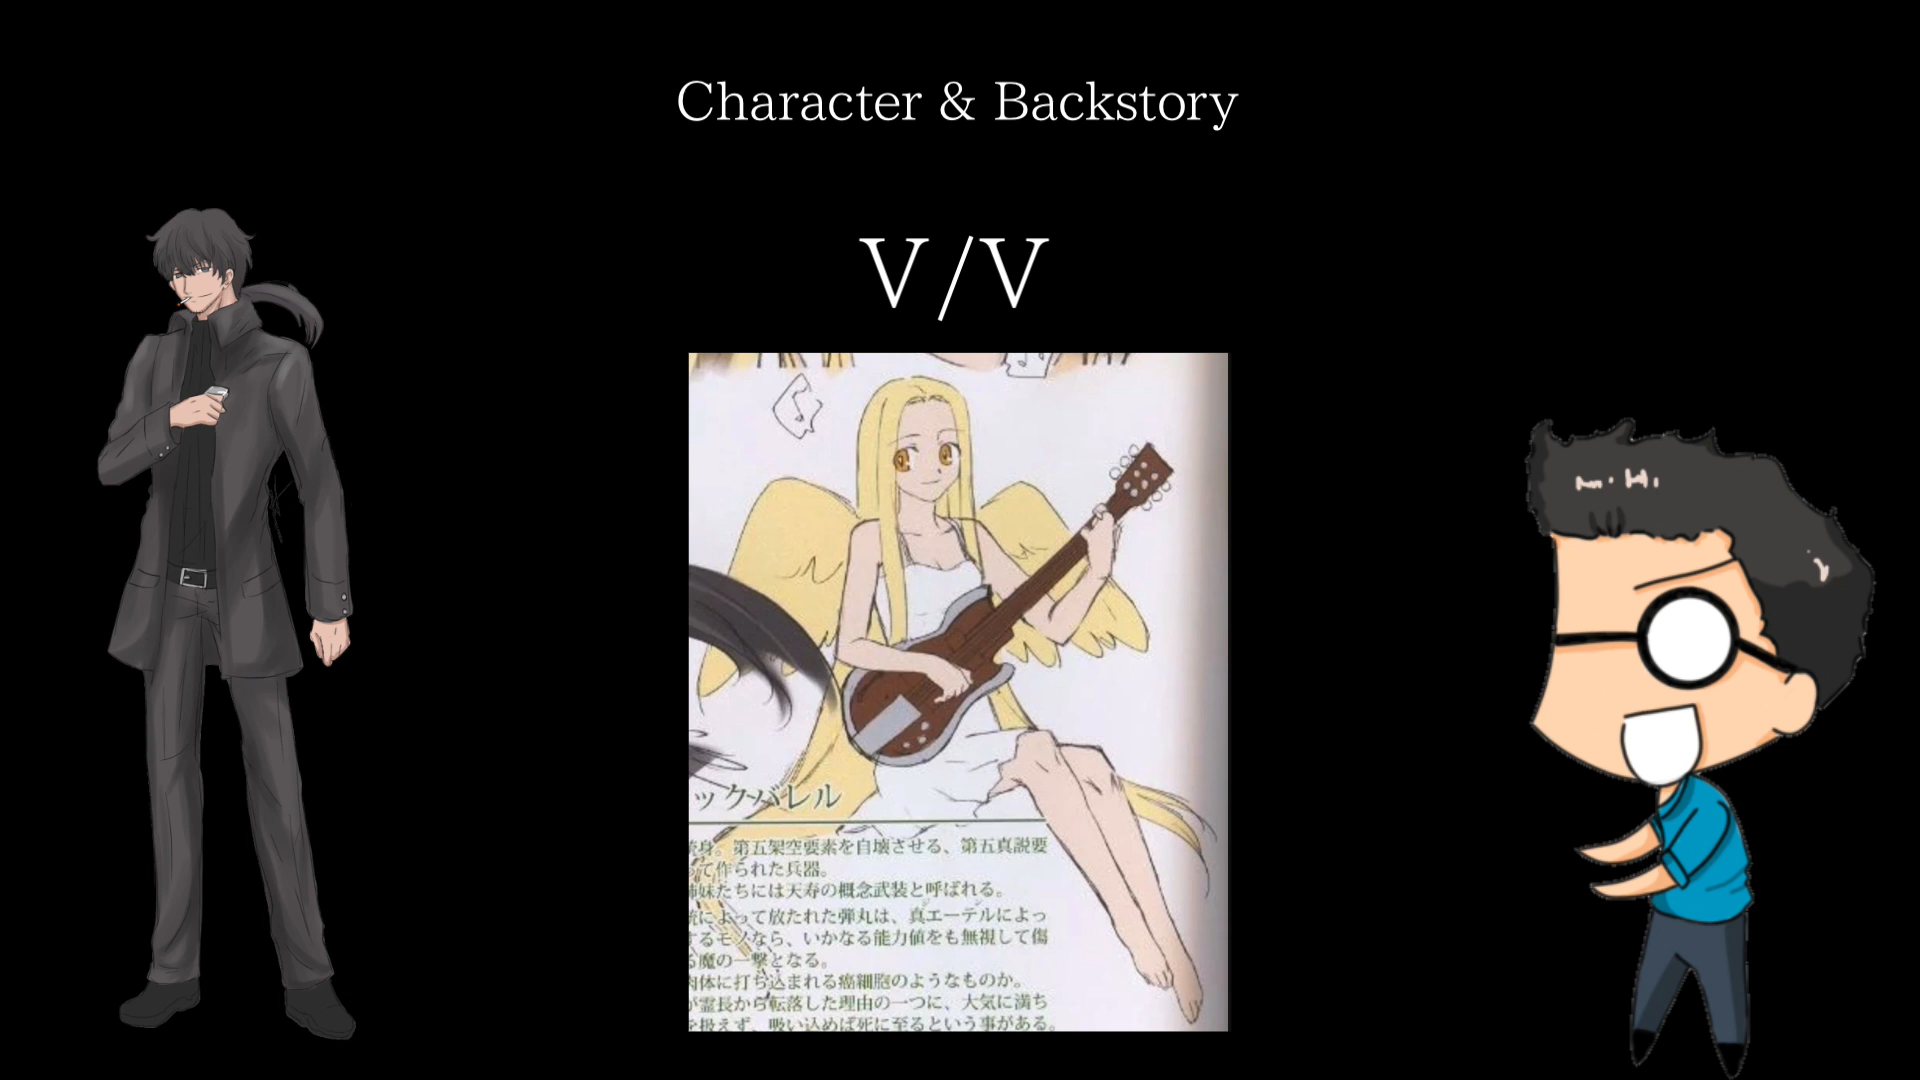 Character & Backstory
V/V
ックバレル
銃身。第五架空要素を自壊させる、第五真説要
って作られた兵器。
姉妹たちには天寿の概念武装と呼ばれる。
銃によって放たれた弾丸は、真エーテルによっ
するモノなら、いかなる能力値をも無視して傷
る魔の一撃となる。
肉体に打ち込まれる癌細胞のようなものか。
が霊長から転落した理由の一つに、大気に満ち
を扱えず、吸い込めば死に至るという事がある。